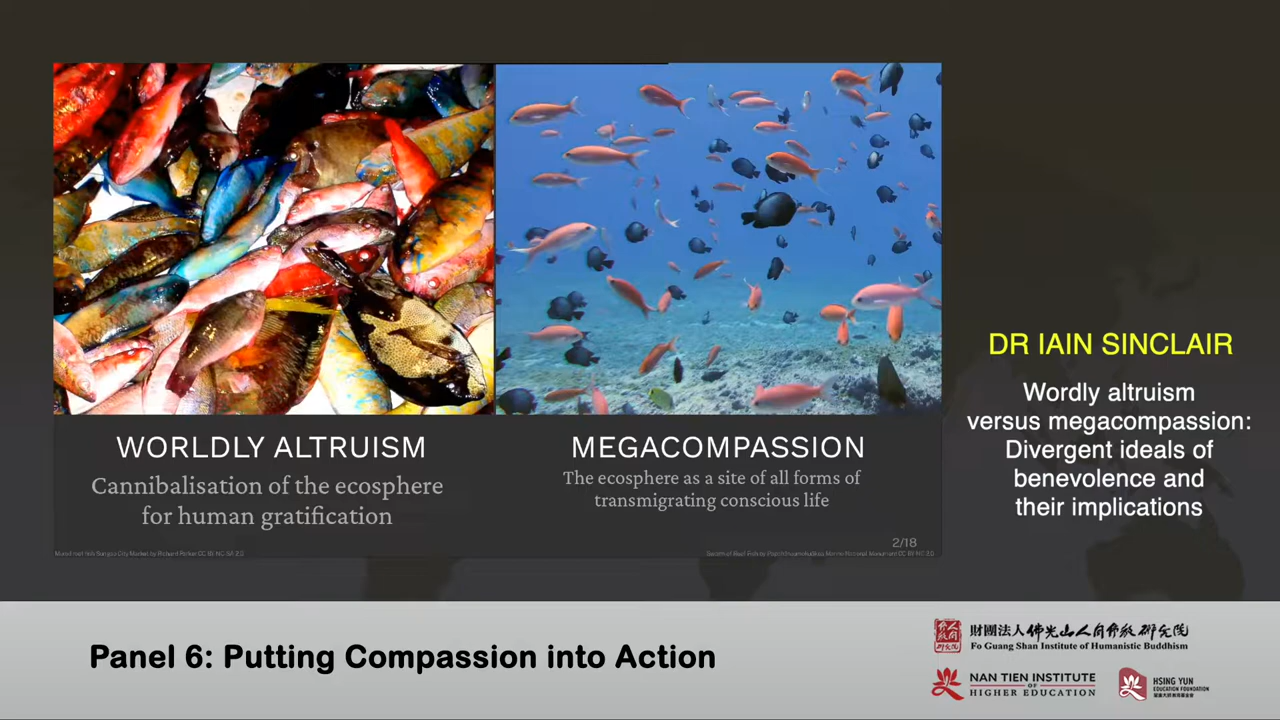 WORLDLY ALTRUISM
Cannibalisation of the ecosphere
for human gratification
MEGACOMPASSION
The ecosphere as a site of all forms of
transmigrating conscious life
2/18
DR IAIN SINCLAIR
Wordly altruism
versus megacompassion:
Divergent ideals of
benevolence and
their implications
Panel 6: Putting Compassion into Action
財團法人佛光山人間佛教研究院
Fo Guang Shan Institute of Humanistic Buddhism
NAN TIEN INSTITUTE
OF
HIGHER EDUCATION
HSING YUN
EDUCATION FOUNDATION